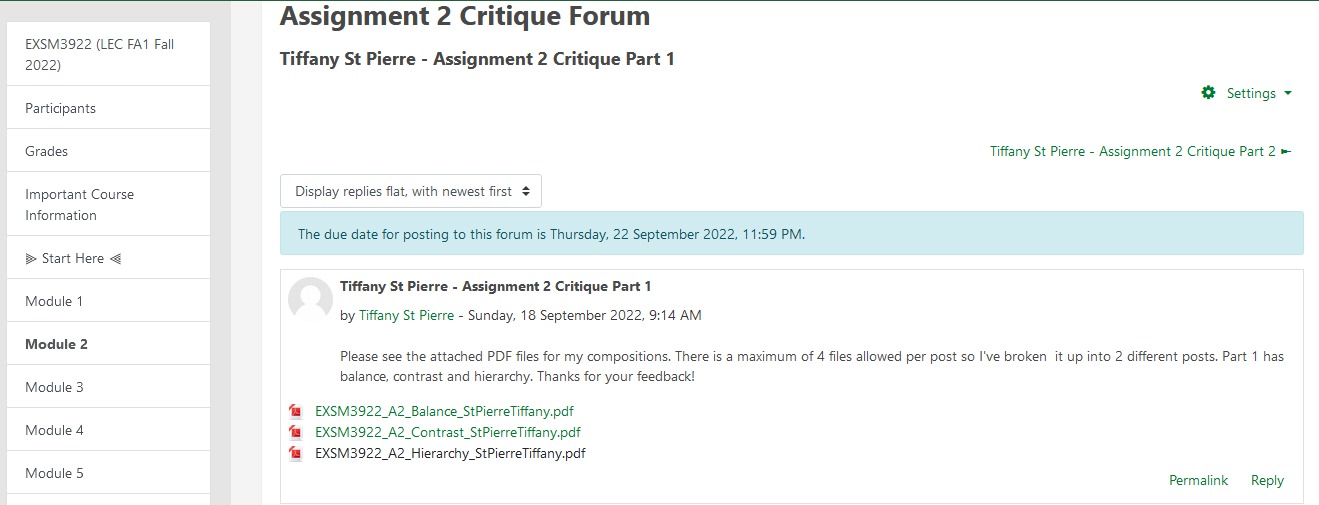 Assignment 2 Critique Forum
EXSM3922 (LEC FA1 Fall
2022)
Participants
Grades
Important Course
Information
Start Here
Module 1
Module 2
Module 3
Module 4
Module 5
Tiffany St Pierre - Assignment 2 Critique Part 1
Settings
Tiffany St Pierre - Assignment 2 Critique Part 2 ►
Display replies flat, with newest first
The due date for posting to this forum is Thursday, 22 September 2022, 11:59 PM.
Tiffany St Pierre - Assignment 2 Critique Part 1
by Tiffany St Pierre - Sunday, 18 September 2022, 9:14 AM
Please see the attached PDF files for my compositions. There is a maximum of 4 files allowed per post so I've broken  it up into 2 different posts. Part 1 has
balance, contrast and hierarchy. Thanks for your feedback!
EXSM3922_A2_Balance_StPierreTiffany.pdf
EXSM3922_A2_Contrast_StPierreTiffany.pdf
EXSM3922_A2_Hierarchy_StPierreTiffany.pdf
Permalink Reply